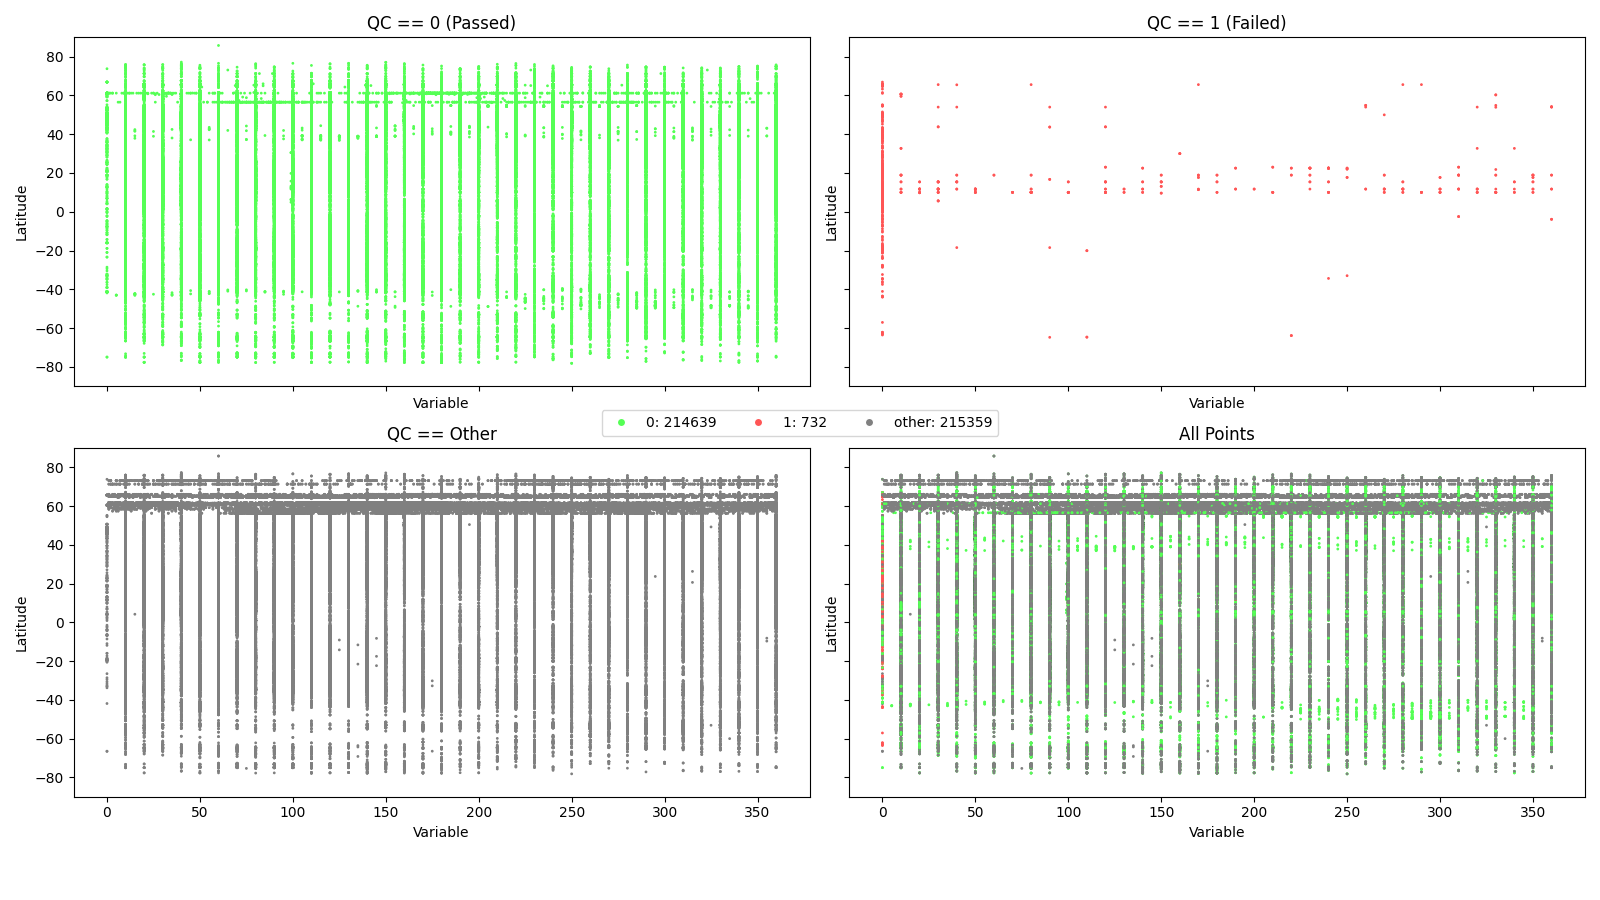 QC == 0 (Passed)
QC == 1 (Failed)
80
60
40
20
0
−20
−40
−60
−80
Latitude
Latitude
Variable
Variable
0: 214639
1: 732
other: 215359
QC == Other
All Points
80
60
40
20
0
−20
−40
−60
−80
Latitude
Latitude
0 50 100 150 200 250 300 350
0 50 100 150 200 250 300 350
Variable
Variable